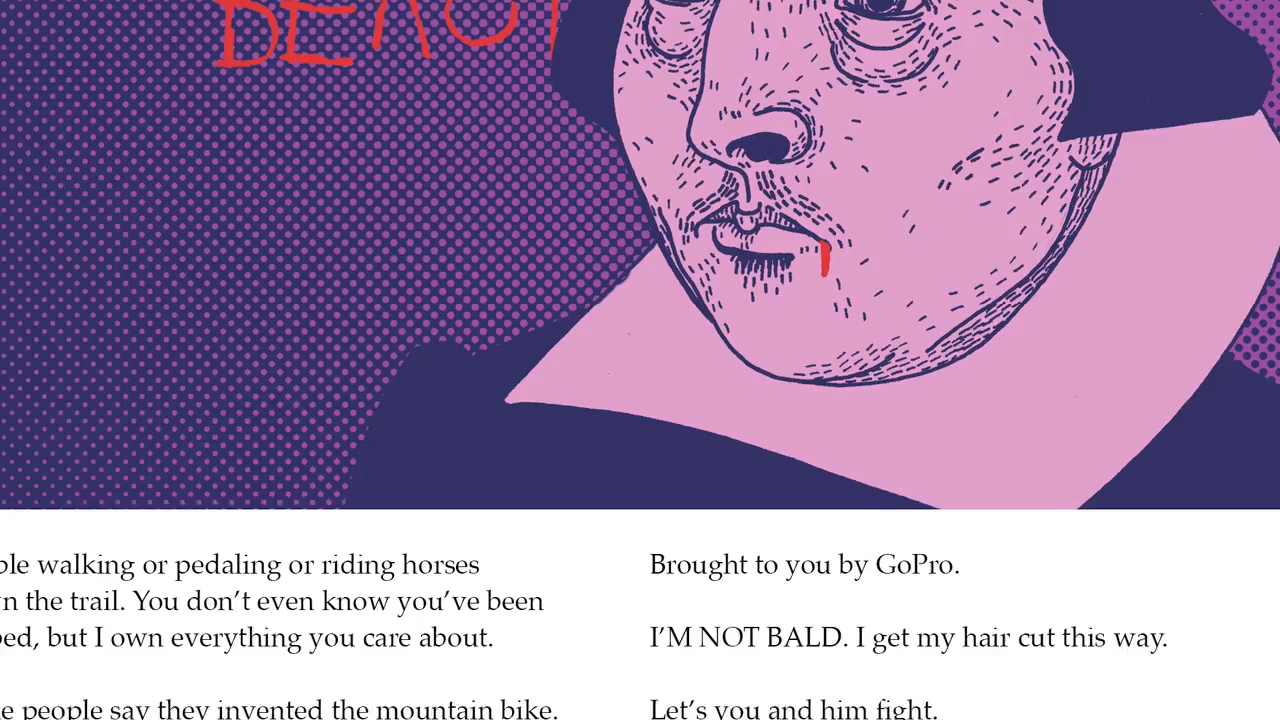 walking or pedaling or riding horses
the trail. You don’t even know you’ve been
but I own everything you care about.
people say they invented the mountain bike.
Brought to you by GoPro.
I’M NOT BALD. I get my hair cut this way.
Let’s you and him fight.